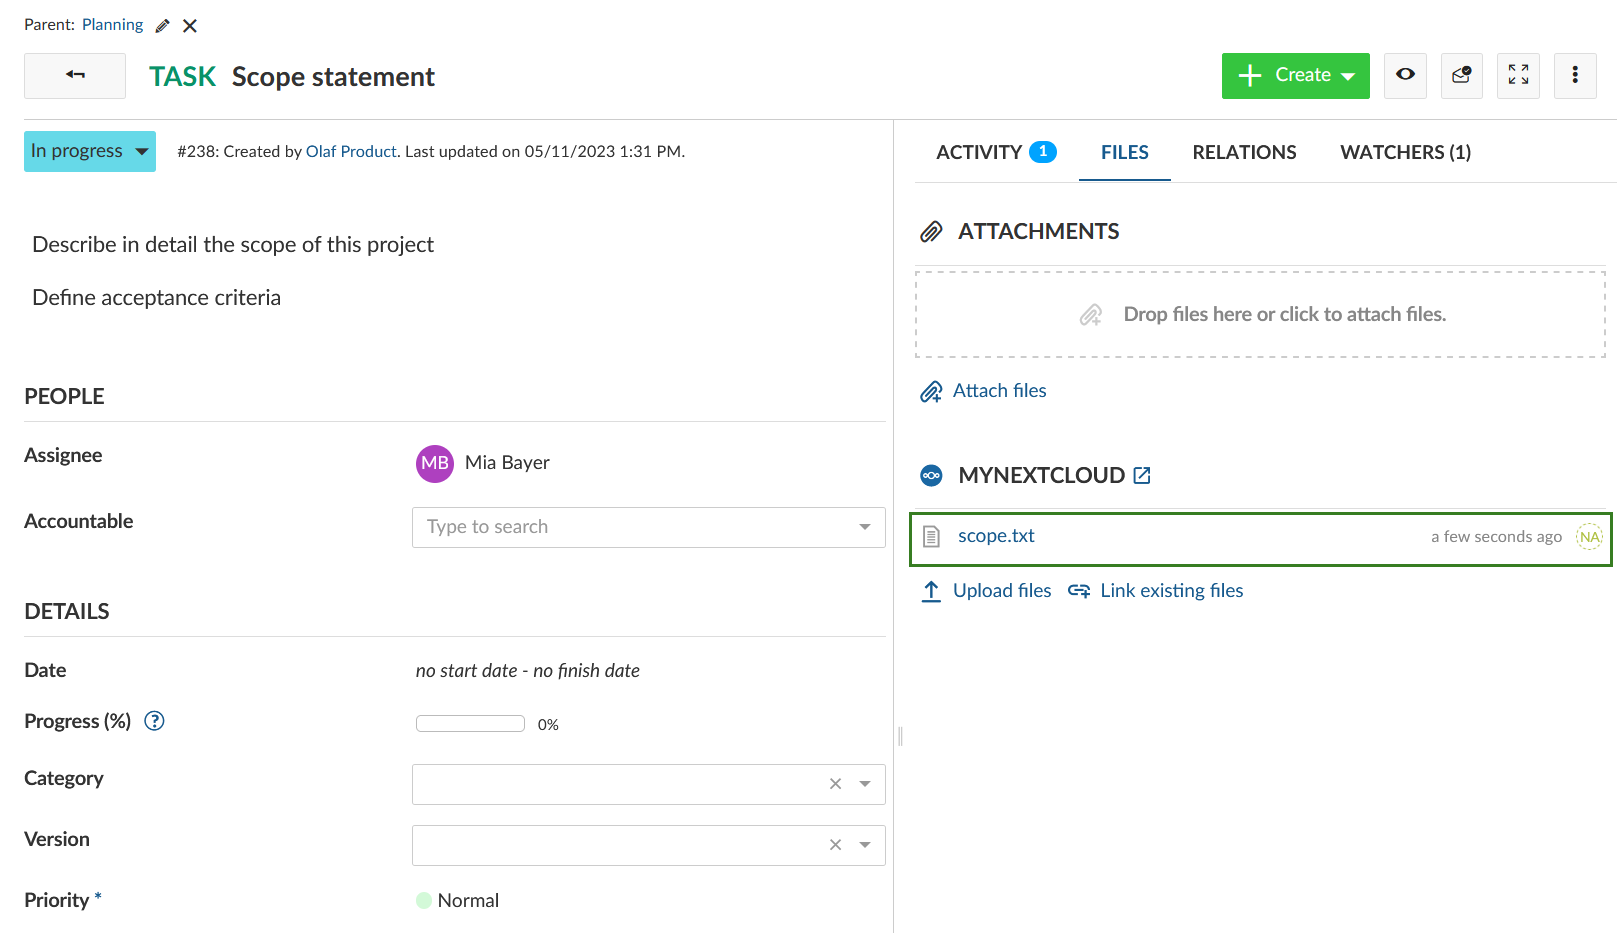 Parent: Planning
TASK Scope statement
Create
In progress
#238: Created by Olaf Product. Last updated on 05/11/2023 1:31 PM.
Describe in detail the scope of this project
Define acceptance criteria
PEOPLE
Assignee
MB Mia Bayer
Accountable
Type to search
DETAILS
Date
no start date - no finish date
Progress (%) ?
0%
Category
Version
Priority *
Normal
ACTIVITY 1 FILES RELATIONS WATCHERS (1)
ATTACHMENTS
Drop files here or click to attach files.
Attach files
MYNEXTCLOUD
scope.txt a few seconds ago NA
Upload files Link existing files